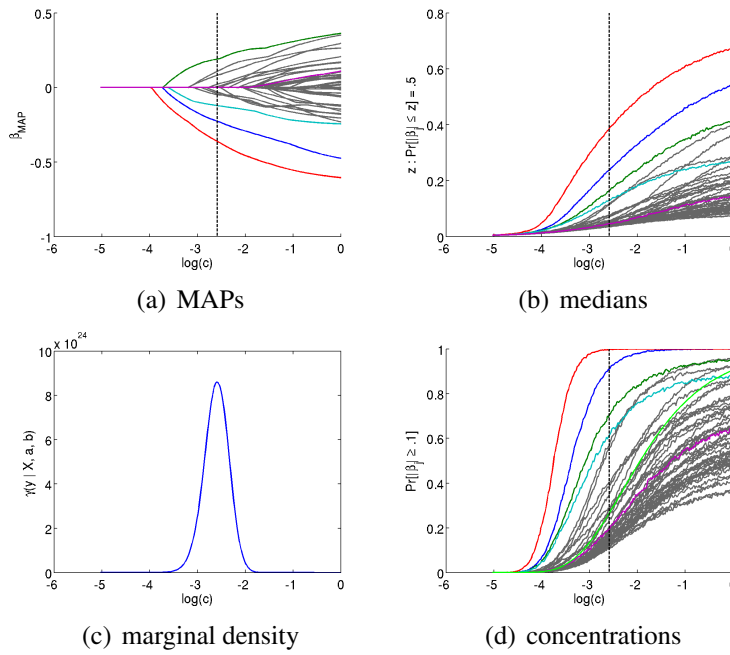 0.5
0
-0.5
-1
β_MAP
-6 -5 -4 -3 -2 -1 0
log(c)
(a) MAPs
0.8
0.6
0.4
0.2
0
z : Pr[|β_j| ≤ z] = .5
-6 -5 -4 -3 -2 -1 0
log(c)
(b) medians
10 x 10^24
8
6
4
2
0
γ(y | X, a, b)
-6 -5 -4 -3 -2 -1 0
log(c)
(c) marginal density
1
0.8
0.6
0.4
0.2
0
Pr[|β_j| ≥ .1]
-6 -5 -4 -3 -2 -1 0
log(c)
(d) concentrations